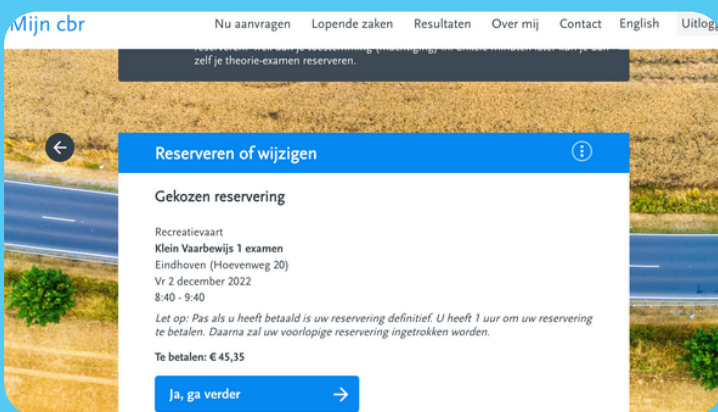 Mijn cbr
Nu aanvragen Lopende zaken Resultaten Over mij Contact English Uitlogg
zelf je theorie-examen reserveren.
Reserveren of wijzigen
Gekozen reservering
Recreatievaart
Klein Vaarbewijs 1 examen
Eindhoven (Hoevenweg 20)
Vr 2 december 2022
8:40 - 9:40
Let op: Pas als u heeft betaald is uw reservering definitief. U heeft 1 uur om uw reservering
te betalen. Daarna zal uw voorlopige reservering ingetrokken worden.
Te betalen: € 45,35
Ja, ga verder